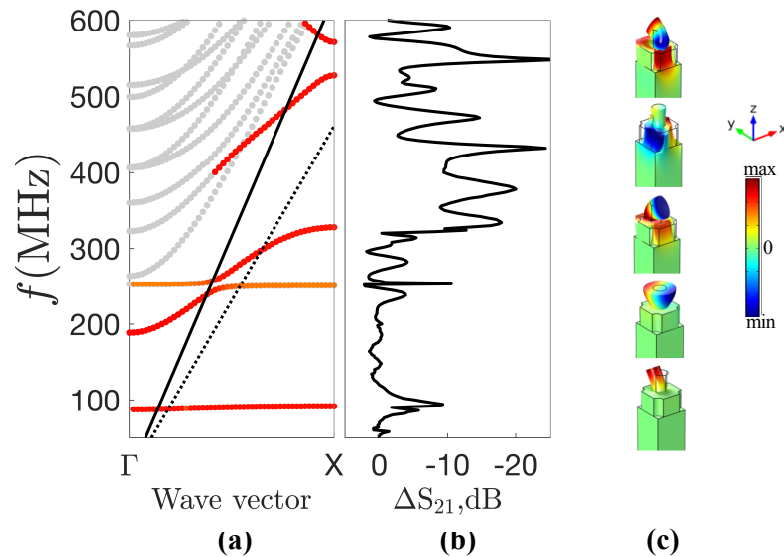 600
500
400
300
200
100
f(MHz)
Γ
X
Wave vector
(a)
0
-10
-20
ΔS21,dB
(b)
z
y
x
max
0
min
(c)